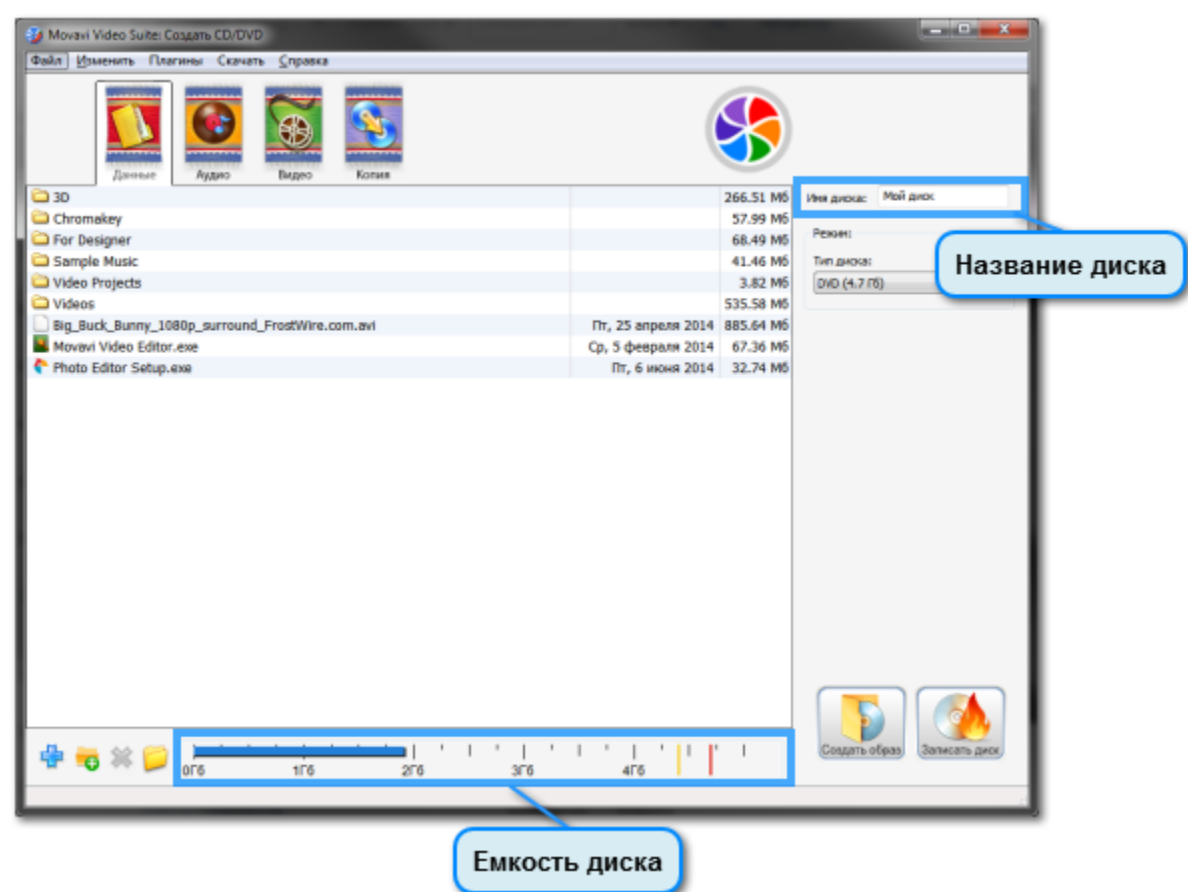 Movavi Video Suite: Создать CD/DVD
Файл Изменить Плагины Скачать Справка
Данные Аудио Видео Копия
3D 266.51 Мб
Chromakey 57.99 Мб
For Designer 68.49 Мб
Sample Music 41.46 Мб
Video Projects 3.82 Мб
Videos 535.58 Мб
Big_Buck_Bunny_1080p_surround_FrostWire.com.avi Пт, 25 апреля 2014 885.64 Мб
Movavi Video Editor.exe Ср, 5 февраля 2014 67.36 Мб
Photo Editor Setup.exe Пт, 6 июня 2014 32.74 Мб
Имя диска: Мой диск
Режим:
Тип диска:
DVD (4.7 Гб)
Название диска
Создать образ Записать диск
0Гб 1Гб 2Гб 3Гб 4Гб
Емкость диска